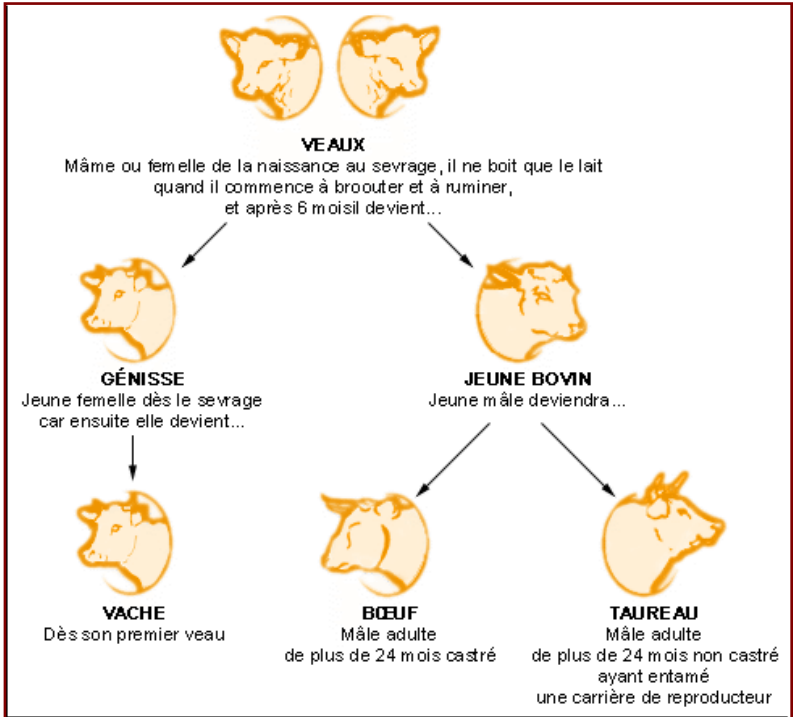 VEAUX
Mâme ou femelle de la naissance au sevrage, il ne boit que le lait
quand il commence à broouter et à ruminer,
et après 6 moisil devient...
GÉNISSE
Jeune femelle dès le sevrage
car ensuite elle devient...
JEUNE BOVIN
Jeune mâle deviendra...
VACHE
Dès son premier veau
BŒUF
Mâle adulte
de plus de 24 mois castré
TAUREAU
Mâle adulte
de plus de 24 mois non castré
ayant entamé
une carrière de reproducteur